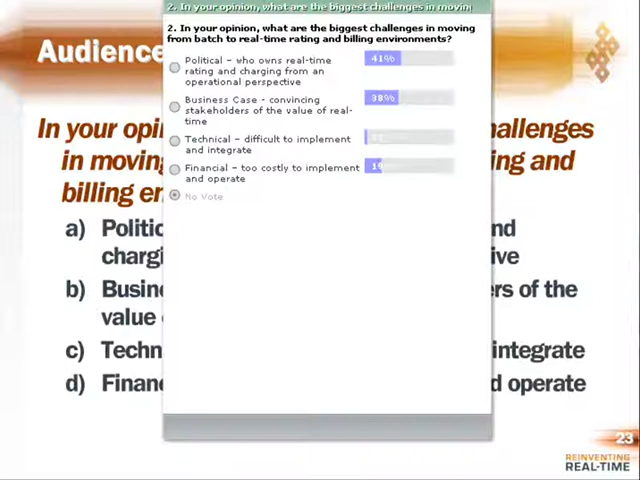 2. In your opinion, what are the biggest challenges in movin
2. In your opinion, what are the biggest challenges in moving
from batch to real-time rating and billing environments?
Political – who owns real-time
rating and charging from an
operational perspective
41%
Business Case - convincing
stakeholders of the value of real-
time
38%
Technical – difficult to implement
and integrate
Financial – too costly to implement
and operate
19
No Vote
Audience
In your opi
allenges
in moving
ing and
billing en
a) Politic
nd
chargi
ive
b) Busine
ers of the
value
c) Techn
integrate
d) Financ
d operate
23
REINVENTING
REAL-TIME